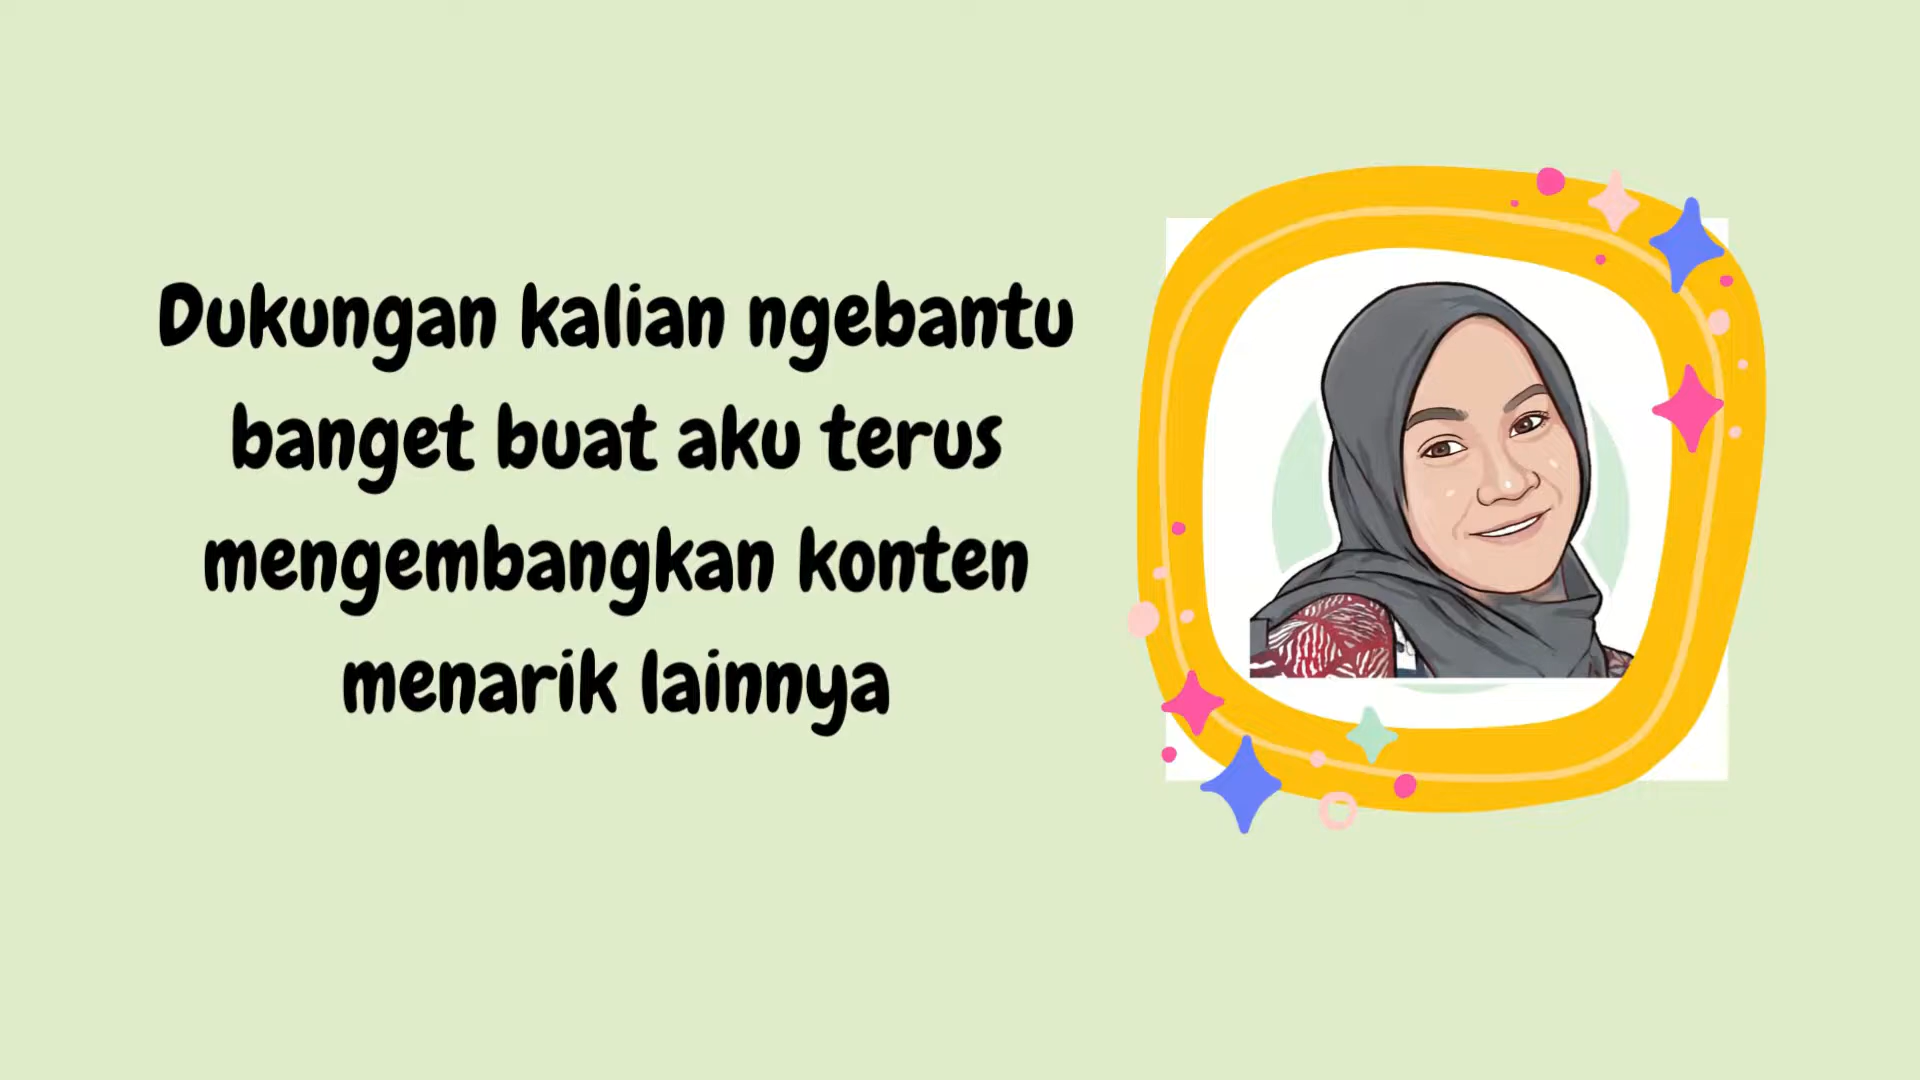 Dukungan kalian ngebantu
banget buat aku terus
mengembangkan konten
menarik lainnya